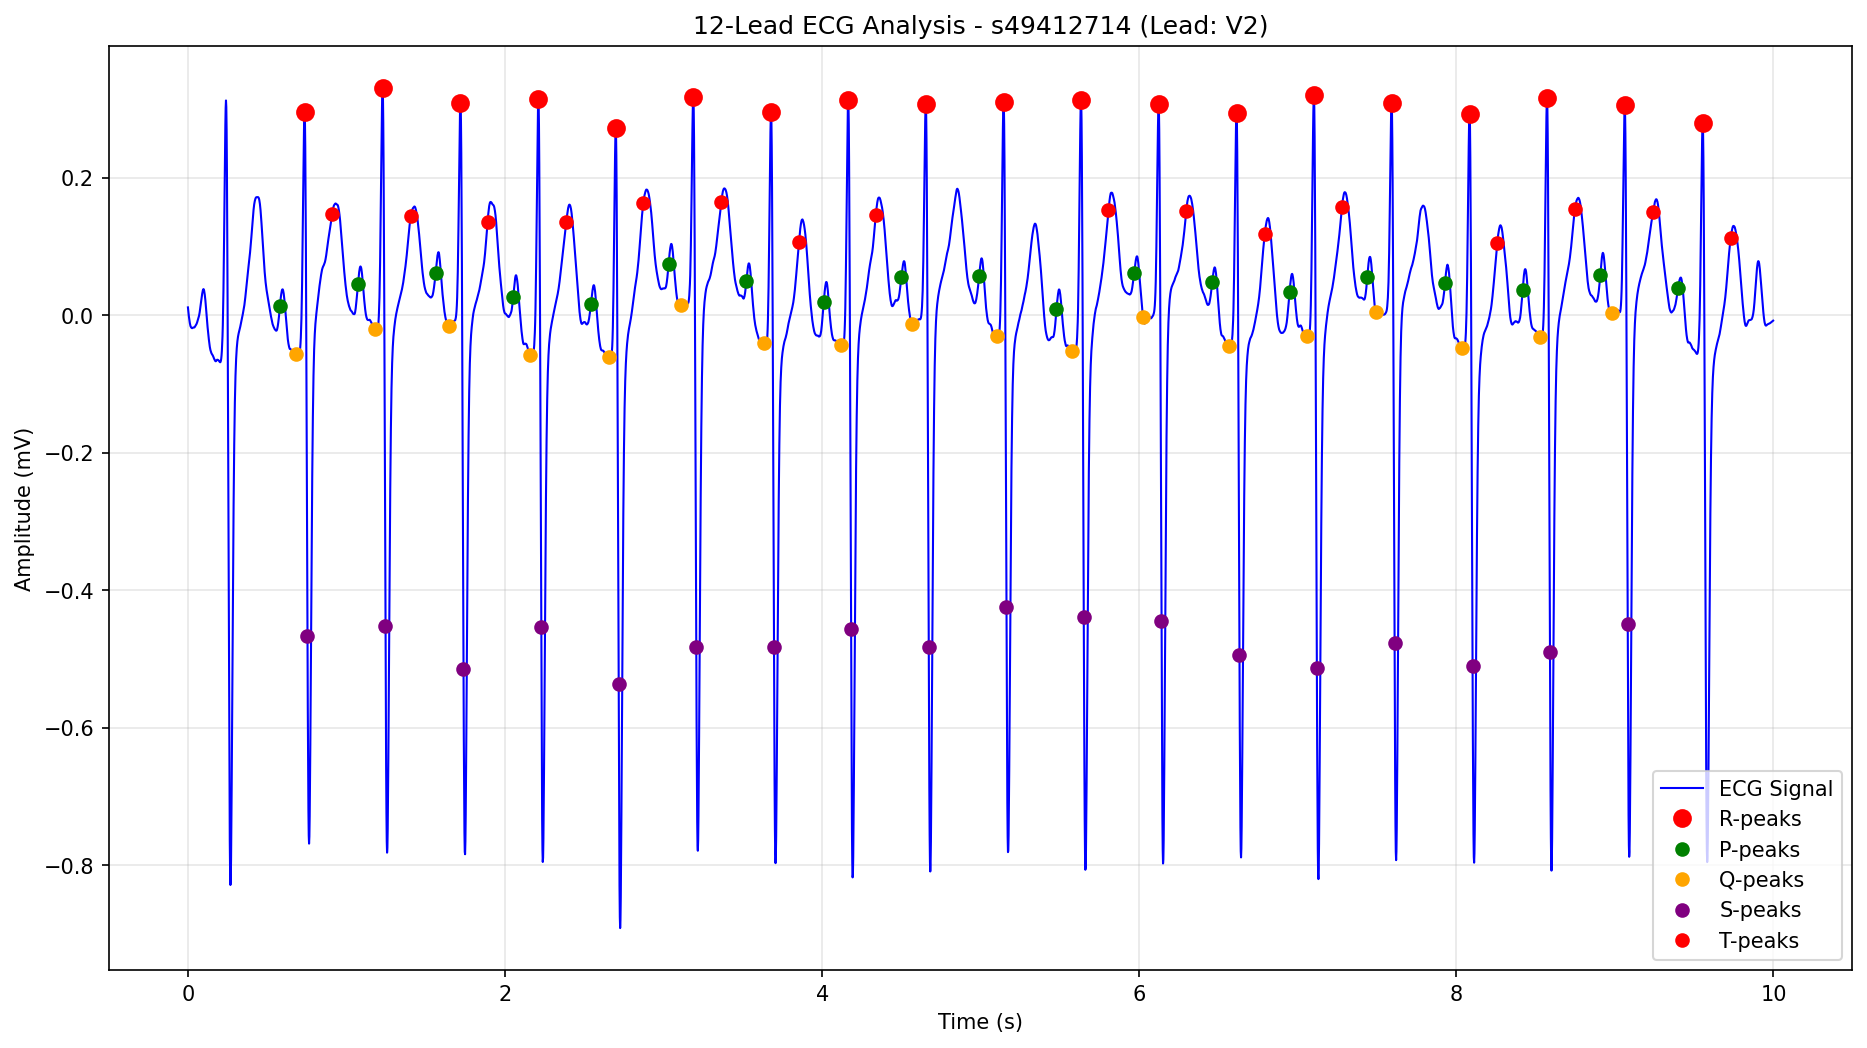 12-Lead ECG Analysis - s49412714 (Lead: V2)
Amplitude (mV)
0.2
0.0
−0.2
−0.4
−0.6
−0.8
0
2
4
6
8
10
Time (s)
ECG Signal
R-peaks
P-peaks
Q-peaks
S-peaks
T-peaks